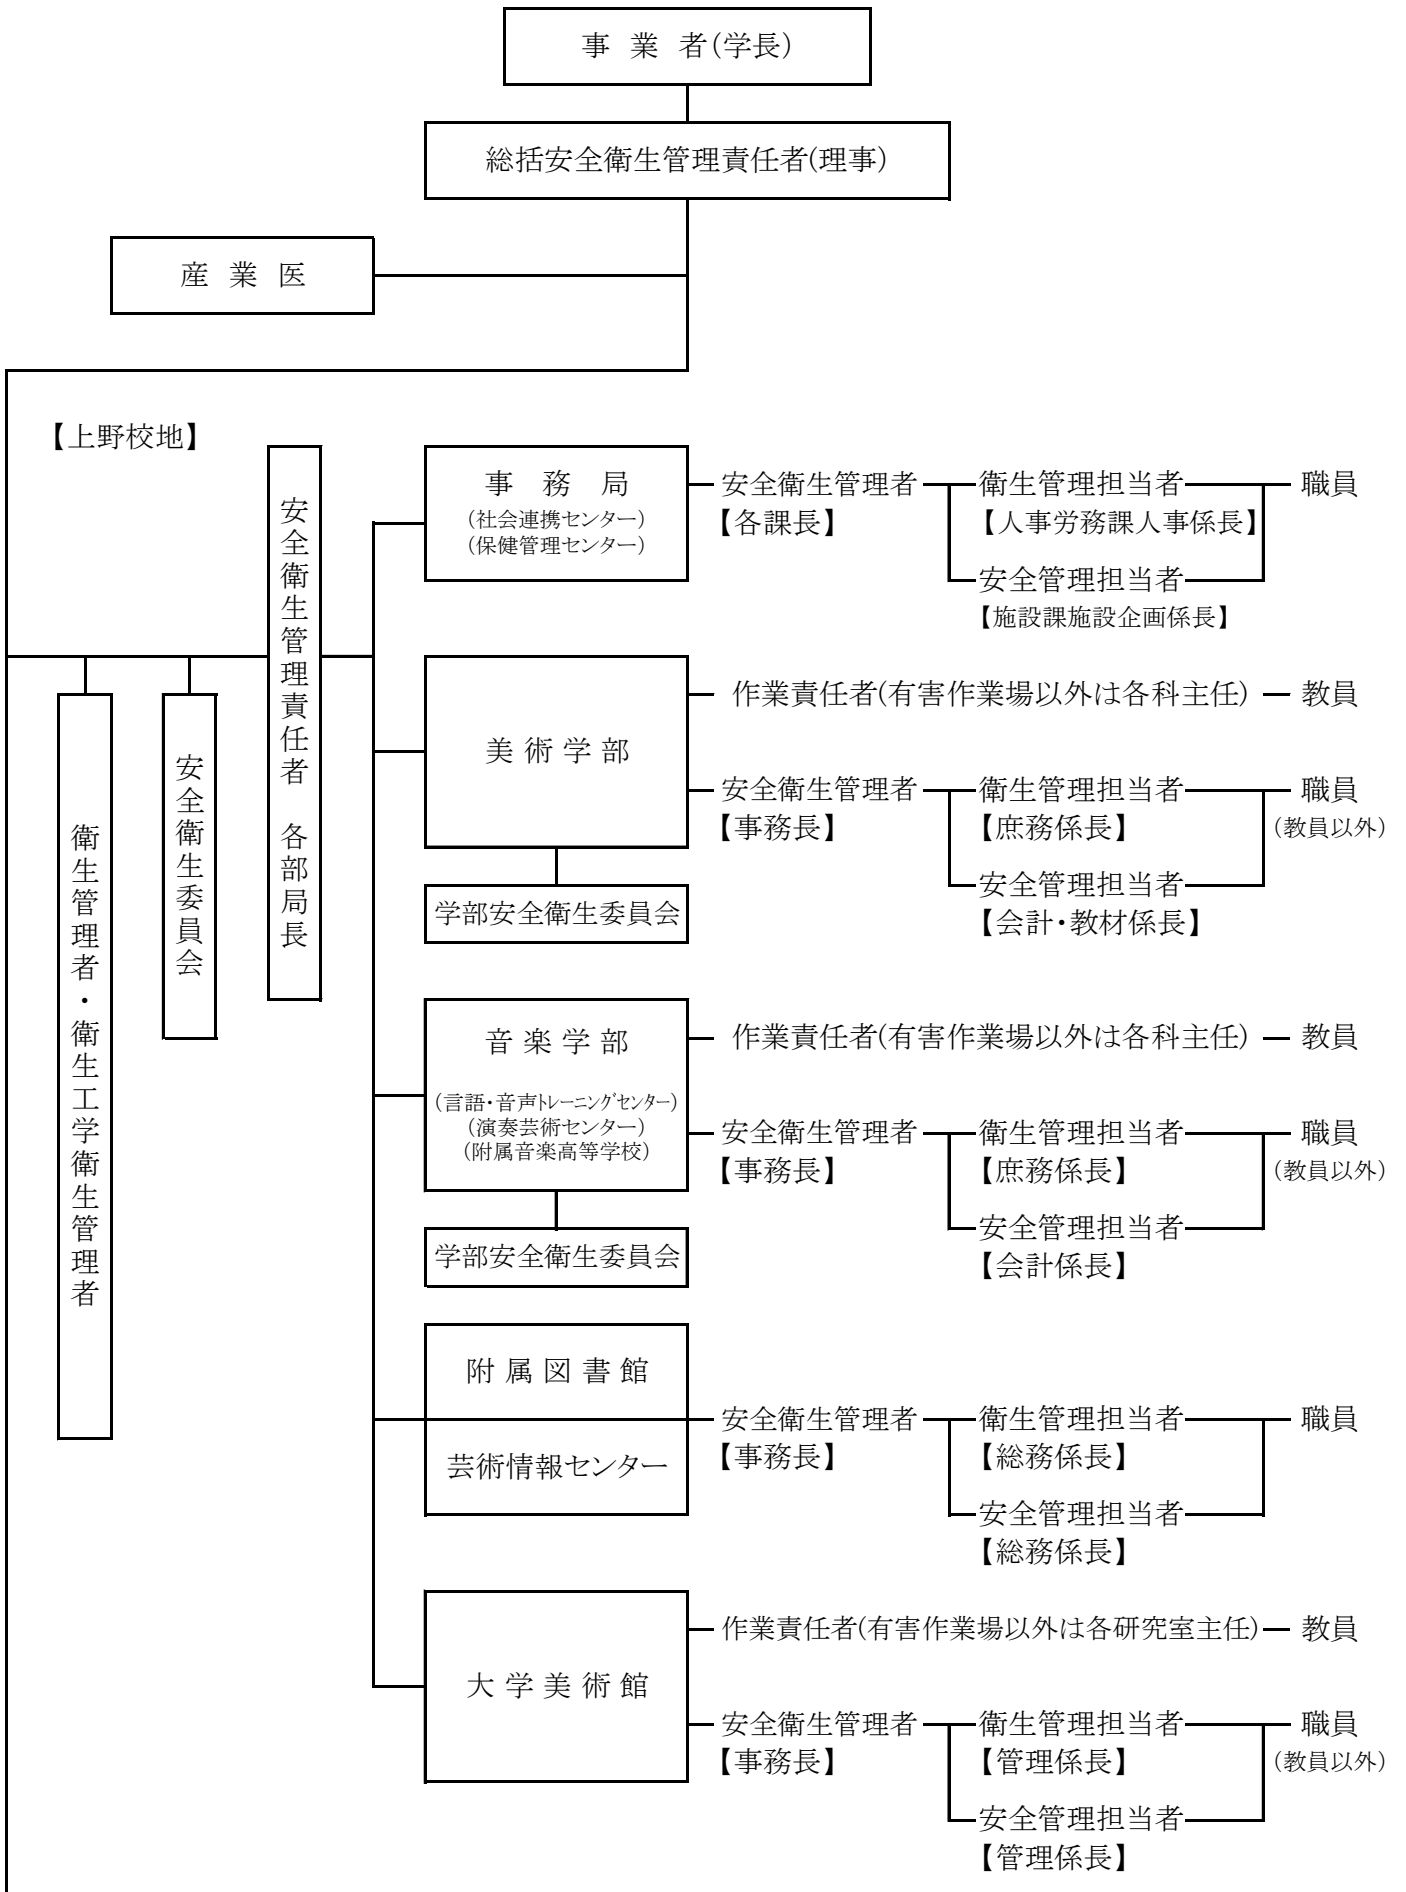 事 業 者(学長)
総括安全衛生管理責任者(理事)
産 業 医
【上野校地】
衛生管理者・衛生工学衛生管理者
安全衛生委員会
安全衛生管理責任者 各部局長
事 務 局
(社会連携センター)
(保健管理センター)
安全衛生管理者
【各課長】
衛生管理担当者
【人事労務課人事係長】
安全管理担当者
【施設課施設企画係長】
職員
美 術 学 部
作業責任者(有害作業場以外は各科主任)
教員
安全衛生管理者
【事務長】
衛生管理担当者
【庶務係長】
安全管理担当者
【会計・教材係長】
職員
(教員以外)
学部安全衛生委員会
音 楽 学 部
(言語・音声トレーニングセンター)
(演奏芸術センター)
(附属音楽高等学校)
作業責任者(有害作業場以外は各科主任)
教員
安全衛生管理者
【事務長】
衛生管理担当者
【庶務係長】
安全管理担当者
【会計係長】
職員
(教員以外)
学部安全衛生委員会
附 属 図 書 館
芸術情報センター
安全衛生管理者
【事務長】
衛生管理担当者
【総務係長】
安全管理担当者
【総務係長】
職員
大 学 美 術 館
作業責任者(有害作業場以外は各研究室主任)
教員
安全衛生管理者
【事務長】
衛生管理担当者
【管理係長】
安全管理担当者
【管理係長】
職員
(教員以外)